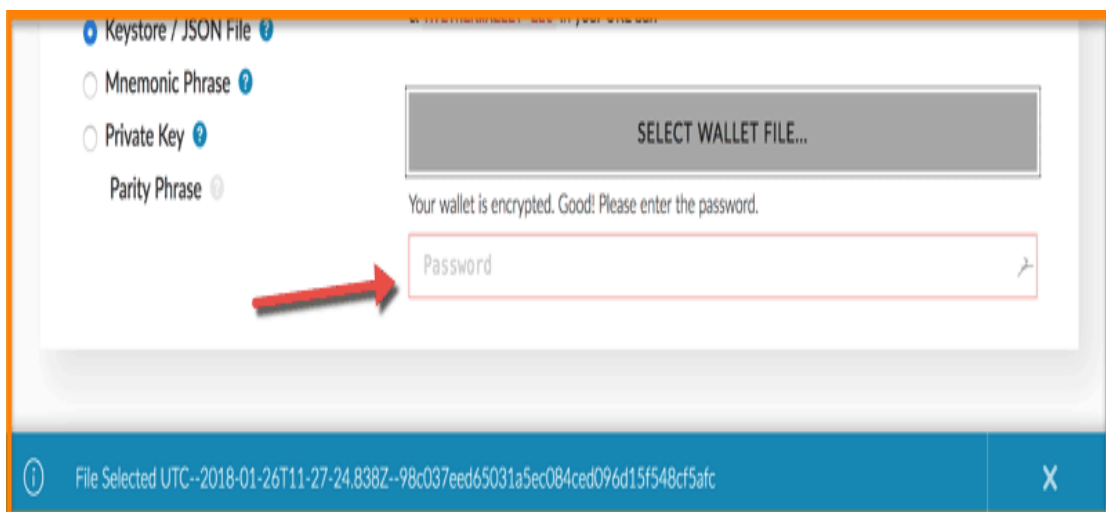 Keystore / JSON File ?
Mnemonic Phrase ?
Private Key ?
Parity Phrase ?
SELECT WALLET FILE...
Your wallet is encrypted. Good! Please enter the password.
Password
File Selected UTC--2018-01-26T11-27-24.838Z--98c037eed65031a5ec084ced096d15f548cf5afc
X